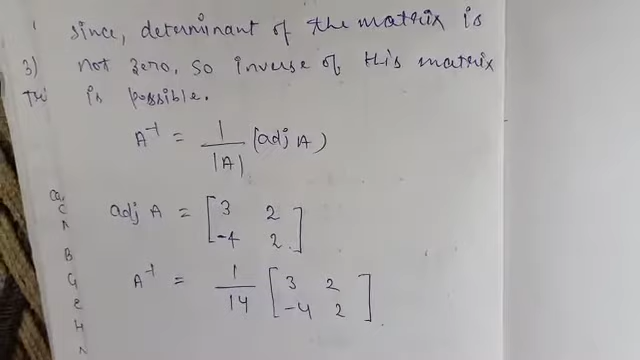 since, determinant of the matrix is
3) not zero, so inverse of this matrix
is possible.
A⁻¹ = 1/|A| (adj A)
adj A = [3 2
-4 2]
A⁻¹ = 1/14 [3 2
-4 2]